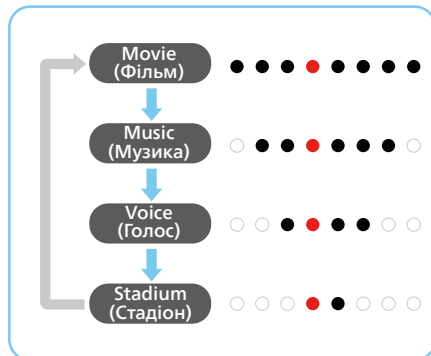 Movie
(Фільм)
Music
(Музика)
Voice
(Голос)
Stadium
(Стадіон)